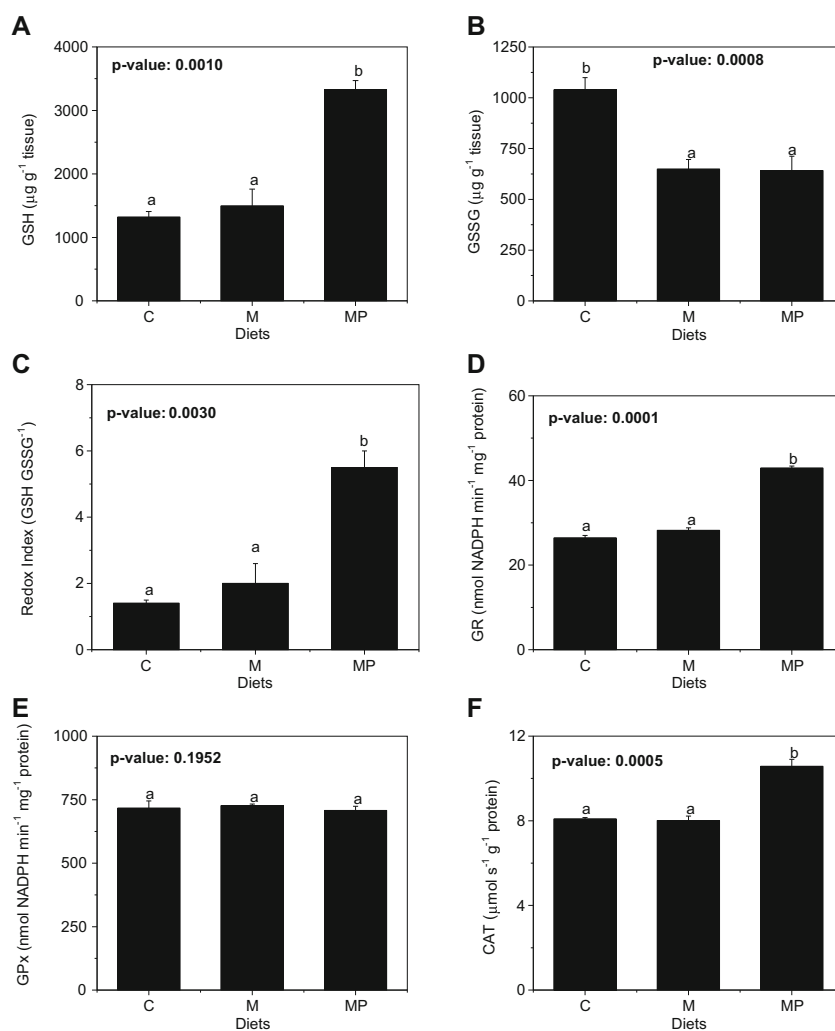 A
GSH (µg g⁻¹ tissue)
4000
3000
2000
1000
0
p-value: 0.0010
a
a
b
C
M
MP
Diets
B
GSSG (µg g⁻¹ tissue)
1250
1000
750
500
250
0
p-value: 0.0008
b
a
a
C
M
MP
Diets
C
Redox Index (GSH GSSG⁻¹)
8
6
4
2
0
p-value: 0.0030
a
a
b
C
M
MP
Diets
D
GR (nmol NADPH min⁻¹ mg⁻¹ protein)
60
40
20
0
p-value: 0.0001
a
a
b
C
M
MP
Diets
E
GPx (nmol NADPH min⁻¹ mg⁻¹ protein)
1000
750
500
250
0
p-value: 0.1952
a
a
a
C
M
MP
Diets
F
CAT (µmol s⁻¹ g⁻¹ protein)
12
8
4
0
p-value: 0.0005
a
a
b
C
M
MP
Diets